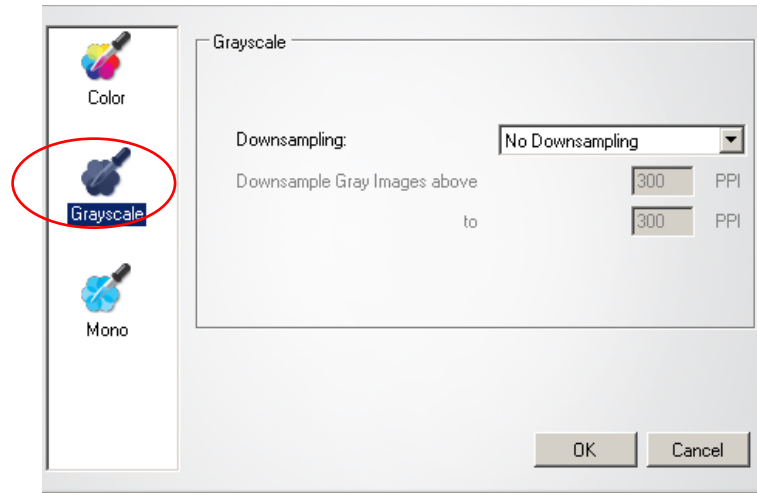 Color
Grayscale
Mono
Grayscale
Downsampling: No Downsampling
Downsample Gray Images above 300 PPI
to 300 PPI
OK Cancel